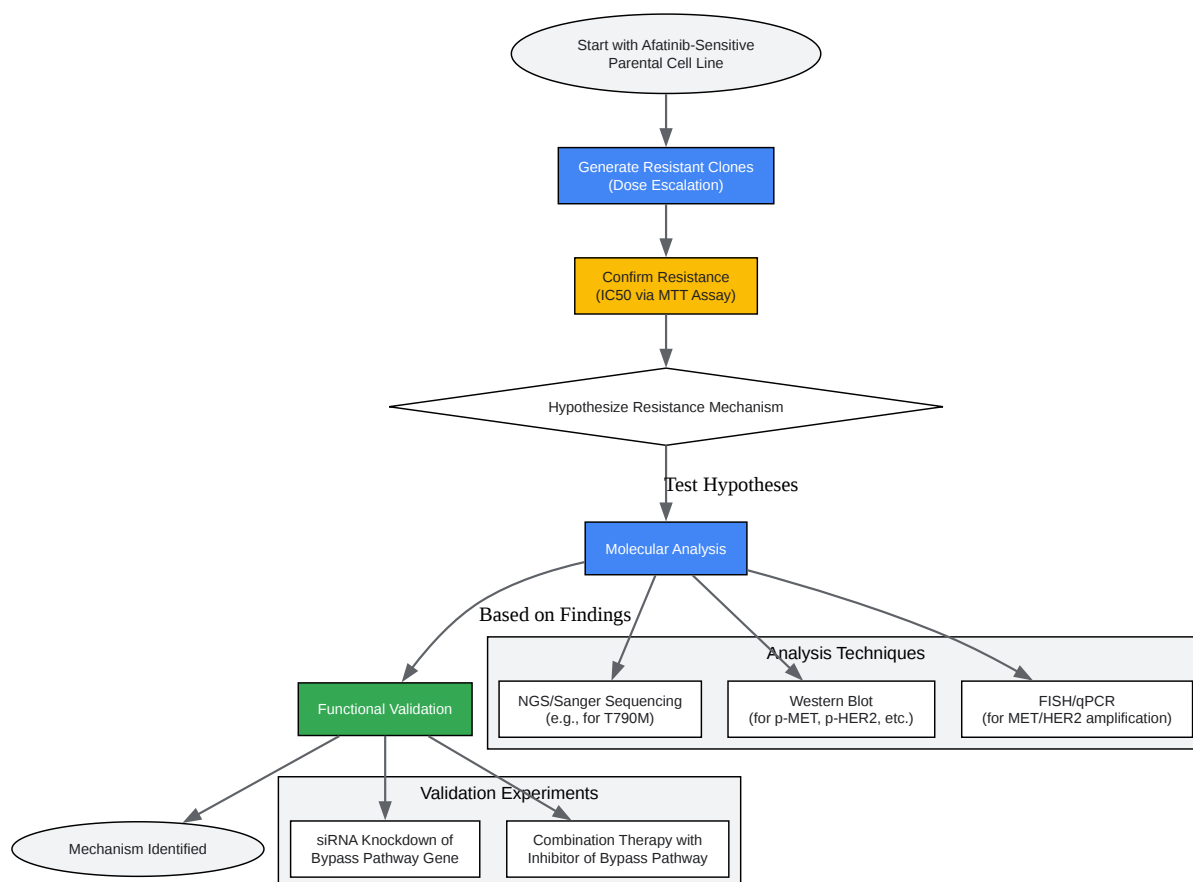 Start with Afatinib-Sensitive
Parental Cell Line
Generate Resistant Clones
(Dose Escalation)
Confirm Resistance
(IC50 via MTT Assay)
Hypothesize Resistance Mechanism
Test Hypotheses
Molecular Analysis
Based on Findings
Analysis Techniques
NGS/Sanger Sequencing
(e.g., for T790M)
Western Blot
(for p-MET, p-HER2, etc.)
FISH/qPCR
(for MET/HER2 amplification)
Functional Validation
Validation Experiments
Mechanism Identified
siRNA Knockdown of
Bypass Pathway Gene
Combination Therapy with
Inhibitor of Bypass Pathway